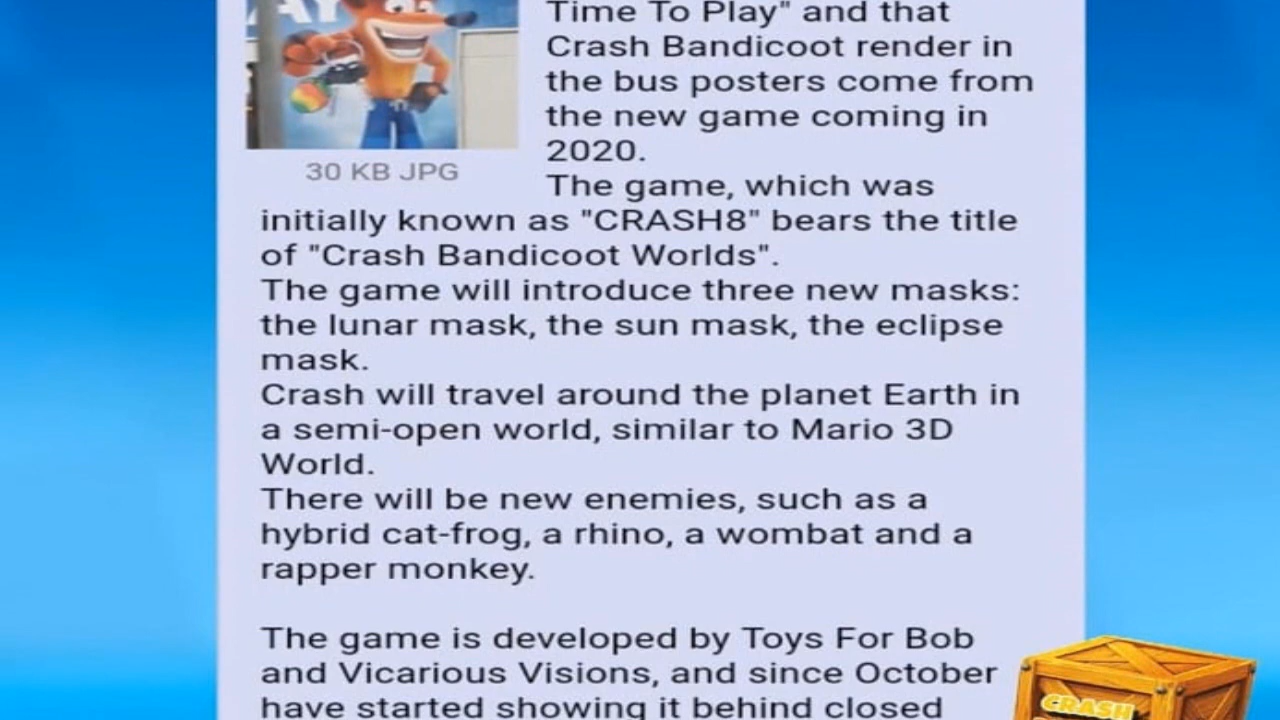 AY
Time To Play" and that
Crash Bandicoot render in
the bus posters come from
the new game coming in
2020.
30 KB JPG
The game, which was
initially known as "CRASH8" bears the title
of "Crash Bandicoot Worlds".
The game will introduce three new masks:
the lunar mask, the sun mask, the eclipse
mask.
Crash will travel around the planet Earth in
a semi-open world, similar to Mario 3D
World.
There will be new enemies, such as a
hybrid cat-frog, a rhino, a wombat and a
rapper monkey.
The game is developed by Toys For Bob
and Vicarious Visions, and since October
have started showing it behind closed
CRASH